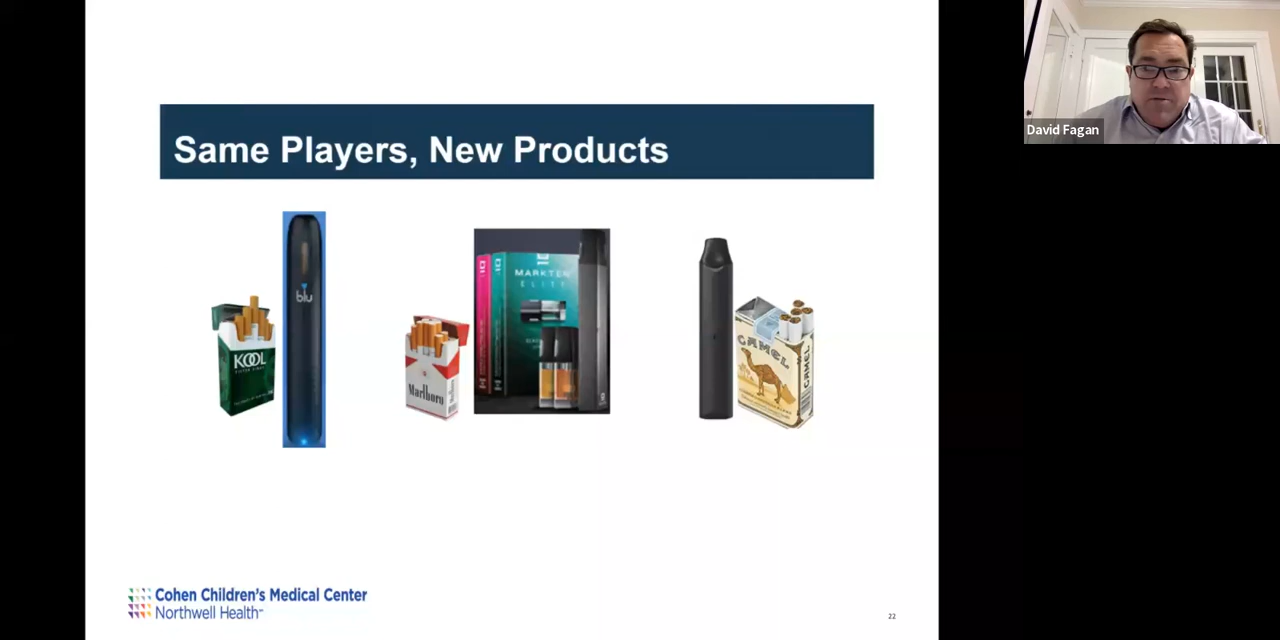 Same Players, New Products
David Fagan
blu
KOOL
MARKTEN
ELITE
Marlboro
CAMEL
CAMEL
Cohen Children's Medical Center
Northwell Health
22